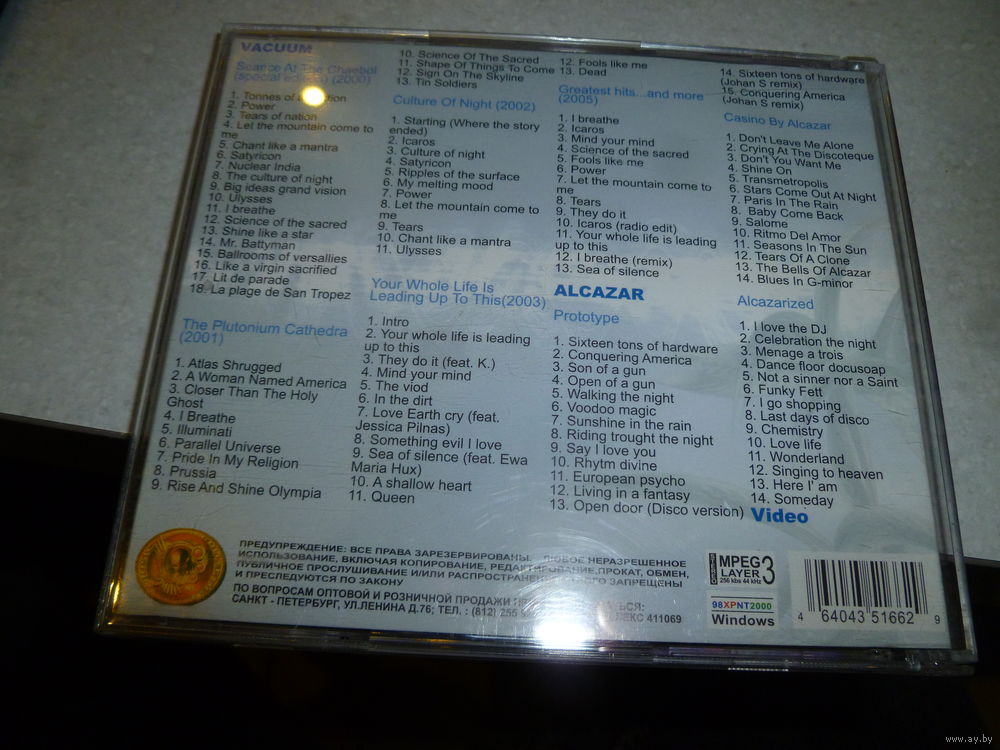 VACUUM
Seance At The Chaebol
(special edition) (2000)
1. Tonnes of
2. Power
3. Tears of nation
4. Let the mountain come to
me
5. Chant like a mantra
6. Satyricon
7. Nuclear India
8. The culture of night
9. Big ideas grand vision
10. Ulysses
11. I breathe
12. Science of the sacred
13. Shine like a star
14. Mr. Battyman
15. Ballrooms of versallies
16. Like a virgin sacrified
17. Lit de parade
18. La plage de San Tropez
The Plutonium Cathedra
(2001)
1. Atlas Shrugged
2. A Woman Named America
3. Closer Than The Holy
Ghost
4. I Breathe
5. Illuminati
6. Parallel Universe
7. Pride In My Religion
8. Prussia
9. Rise And Shine Olympia
10. Science Of The Sacred
11. Shape Of Things To Come
12. Sign On The Skyline
13. Tin Soldiers
Culture Of Night (2002)
1. Starting (Where the story
ended)
2. Icaros
3. Culture of night
4. Satyricon
5. Ripples of the surface
6. My melting mood
7. Power
8. Let the mountain come to
me
9. Tears
10. Chant like a mantra
11. Ulysses
Your Whole Life Is
Leading Up To This(2003)
1. Intro
2. Your whole life is leading
up to this
3. They do it (feat. K.)
4. Mind your mind
5. The viod
6. In the dirt
7. Love Earth cry (feat.
Jessica Pilnas)
8. Something evil I love
9. Sea of silence (feat. Ewa
Maria Hux)
10. A shallow heart
11. Queen
12. Fools like me
13. Dead
Greatest hits...and more
(2005)
1. I breathe
2. Icaros
3. Mind your mind
4. Science of the sacred
5. Fools like me
6. Power
7. Let the mountain come to
me
8. Tears
9. They do it
10. Icaros (radio edit)
11. Your whole life is leading
up to this
12. I breathe (remix)
13. Sea of silence
ALCAZAR
Prototype
1. Sixteen tons of hardware
2. Conquering America
3. Son of a gun
4. Open of a gun
5. Walking the night
6. Voodoo magic
7. Sunshine in the rain
8. Riding trought the night
9. Say I love you
10. Rhytm divine
11. European psycho
12. Living in a fantasy
13. Open door (Disco version)
14. Sixteen tons of hardware
(Johan S remix)
15. Conquering America
(Johan S remix)
Casino By Alcazar
1. Don't Leave Me Alone
2. Crying At The Discoteque
3. Don't You Want Me
4. Shine On
5. Transmetropolis
6. Stars Come Out At Night
7. Paris In The Rain
8. Baby Come Back
9. Salome
10. Ritmo Del Amor
11. Seasons In The Sun
12. Tears Of A Clone
13. The Bells Of Alcazar
14. Blues In G-minor
Alcazarized
1. I love the DJ
2. Celebration the night
3. Menage a trois
4. Dance floor docusoap
5. Not a sinner nor a Saint
6. Funky Fett
7. I go shopping
8. Last days of disco
9. Chemistry
10. Love life
11. Wonderland
12. Singing to heaven
13. Here I' am
14. Someday
Video
ПРЕДУПРЕЖДЕНИЕ: ВСЕ ПРАВА ЗАРЕЗЕРВИРОВАНЫ. ЛЮБОЕ НЕРАЗРЕШЕННОЕ
ИСПОЛЬЗОВАНИЕ, ВКЛЮЧАЯ КОПИРОВАНИЕ, РЕДАКТИРОВАНИЕ,ПРОКАТ, ОБМЕН,
ПУБЛИЧНОЕ ПРОСЛУШИВАНИЕ И/ИЛИ ЗАПРЕЩЕНЫ
И ПРЕСЛЕДУЮТСЯ ПО ЗАКОНУ
ПО ВОПРОСАМ ОПТОВОЙ И РОЗНИЧНОЙ ПРОДАЖИ
САНКТ - ПЕТЕРБУРГ, УЛ.ЛЕНИНА Д.76; ТЕЛ. : (812) 255 411069
MPEG
LAYER 3
256 kbs 44 kHz
98XPNT2000
Windows
4 64043 51662 9
www.ay.by